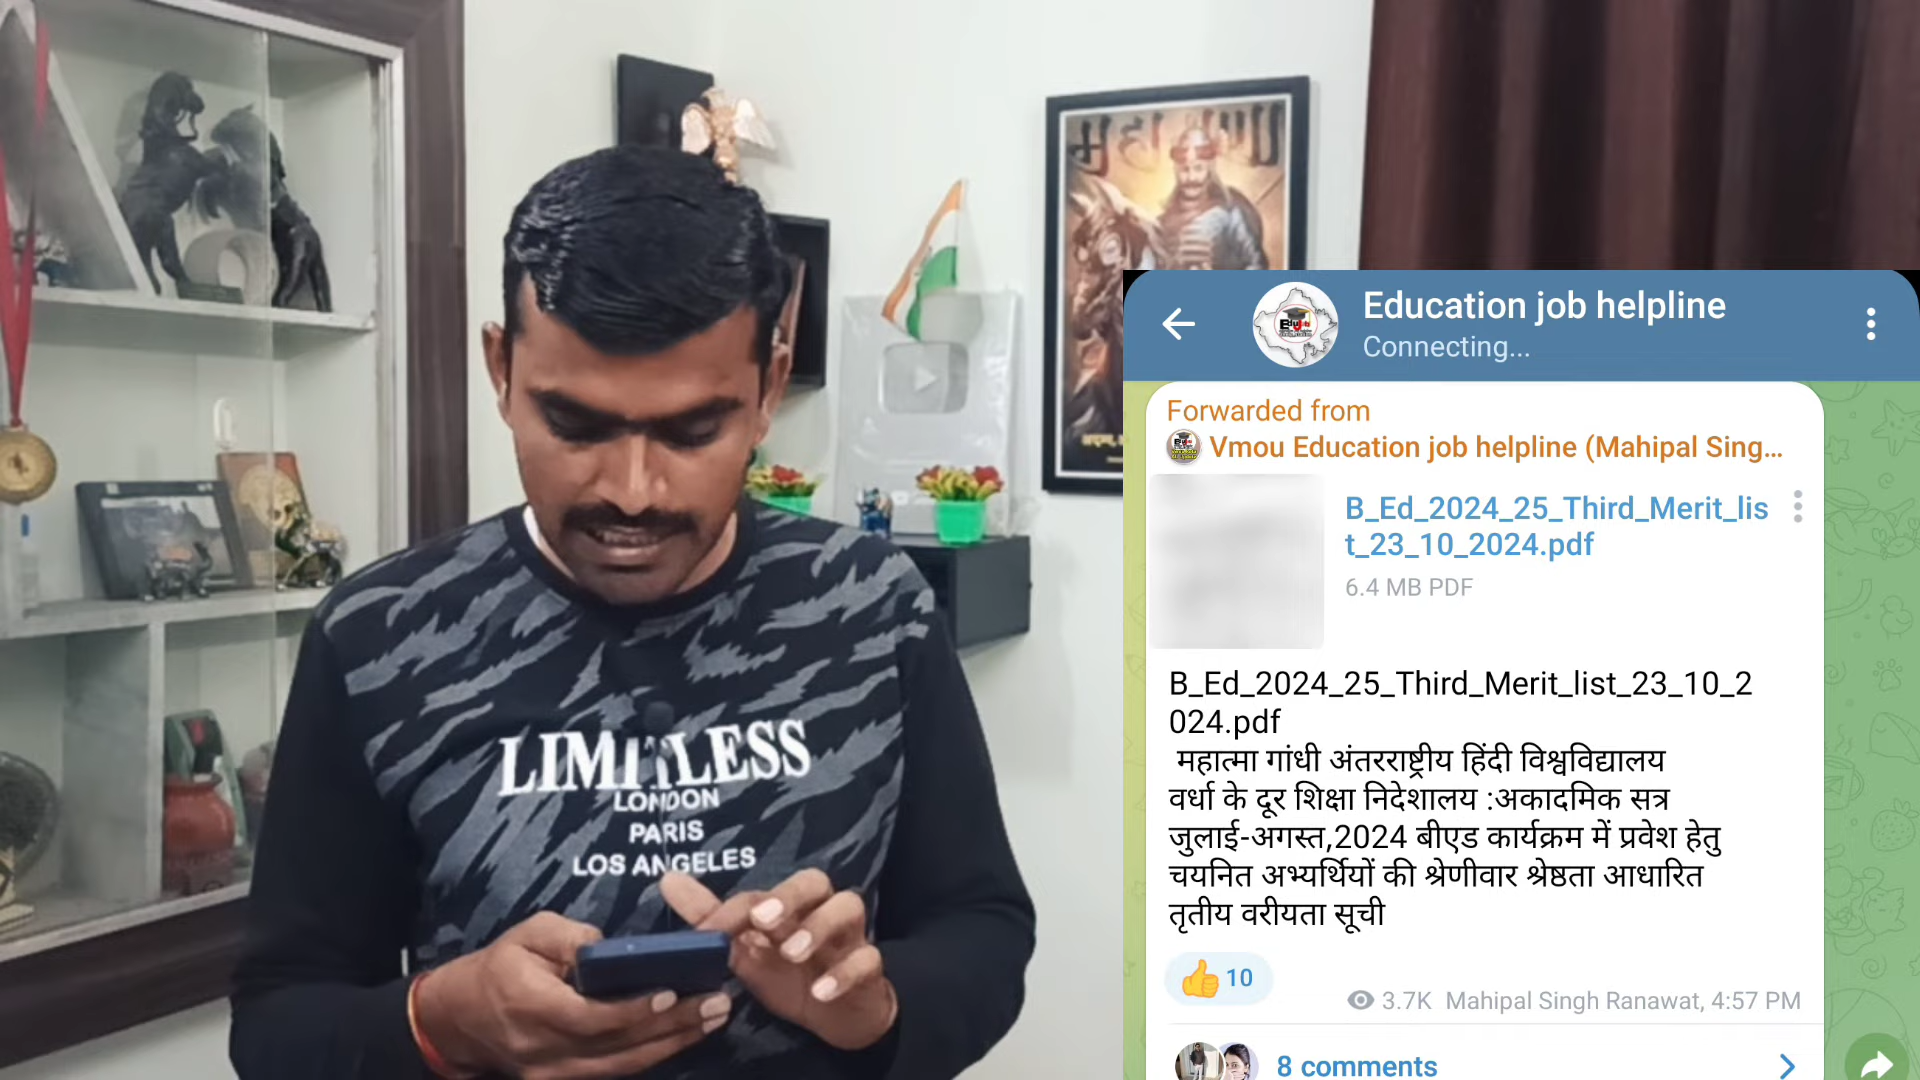 महाराणा
LIMITLESS
LONDON
PARIS
LOS ANGELES
Education job helpline
Connecting...
Forwarded from
Vmou Education job helpline (Mahipal Sing...
B_Ed_2024_25_Third_Merit_lis
t_23_10_2024.pdf
6.4 MB PDF
B_Ed_2024_25_Third_Merit_list_23_10_2
024.pdf
महात्मा गांधी अंतरराष्ट्रीय हिंदी विश्वविद्यालय
वर्धा के दूर शिक्षा निदेशालय :अकादमिक सत्र
जुलाई-अगस्त,2024 बीएड कार्यक्रम में प्रवेश हेतु
चयनित अभ्यर्थियों की श्रेणीवार श्रेष्ठता आधारित
तृतीय वरीयता सूची
10
3.7K Mahipal Singh Ranawat, 4:57 PM
8 comments